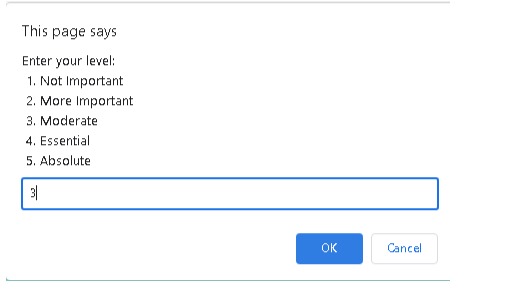 This page says
Enter your level:
1. Not Important
2. More Important
3. Moderate
4. Essential
5. Absolute
3
OK Cancel